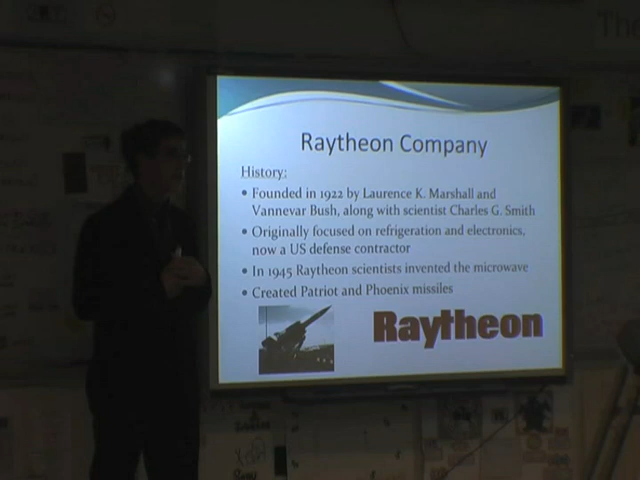 Raytheon Company
History:
• Founded in 1922 by Laurence K. Marshall and
Vannevar Bush, along with scientist Charles G. Smith
• Originally focused on refrigeration and electronics,
now a US defense contractor
• In 1945 Raytheon scientists invented the microwave
• Created Patriot and Phoenix missiles
Raytheon